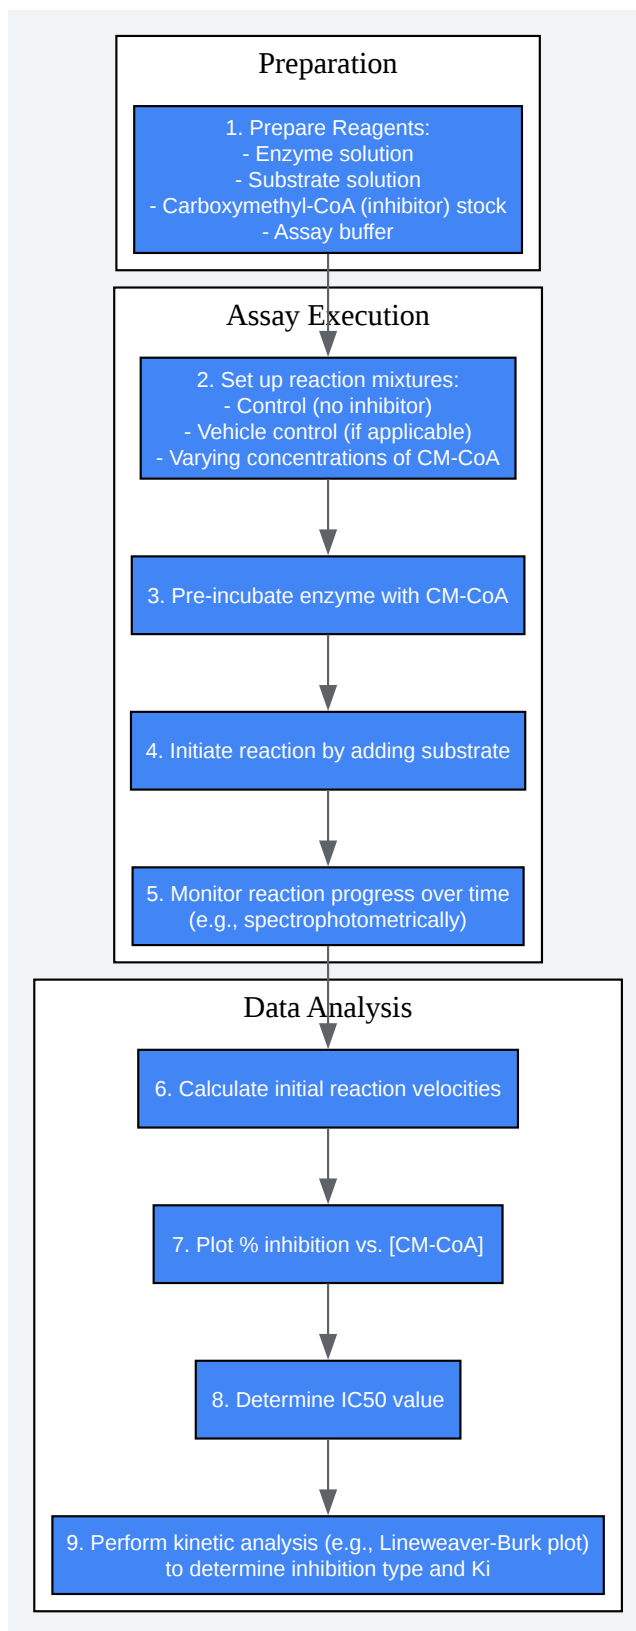 Preparation
1. Prepare Reagents:
- Enzyme solution
- Substrate solution
- Carboxymethyl-CoA (inhibitor) stock
- Assay buffer
Assay Execution
2. Set up reaction mixtures:
- Control (no inhibitor)
- Vehicle control (if applicable)
- Varying concentrations of CM-CoA
3. Pre-incubate enzyme with CM-CoA
4. Initiate reaction by adding substrate
5. Monitor reaction progress over time
(e.g., spectrophotometrically)
Data Analysis
6. Calculate initial reaction velocities
7. Plot % inhibition vs. [CM-CoA]
8. Determine IC50 value
9. Perform kinetic analysis (e.g., Lineweaver-Burk plot)
to determine inhibition type and Ki